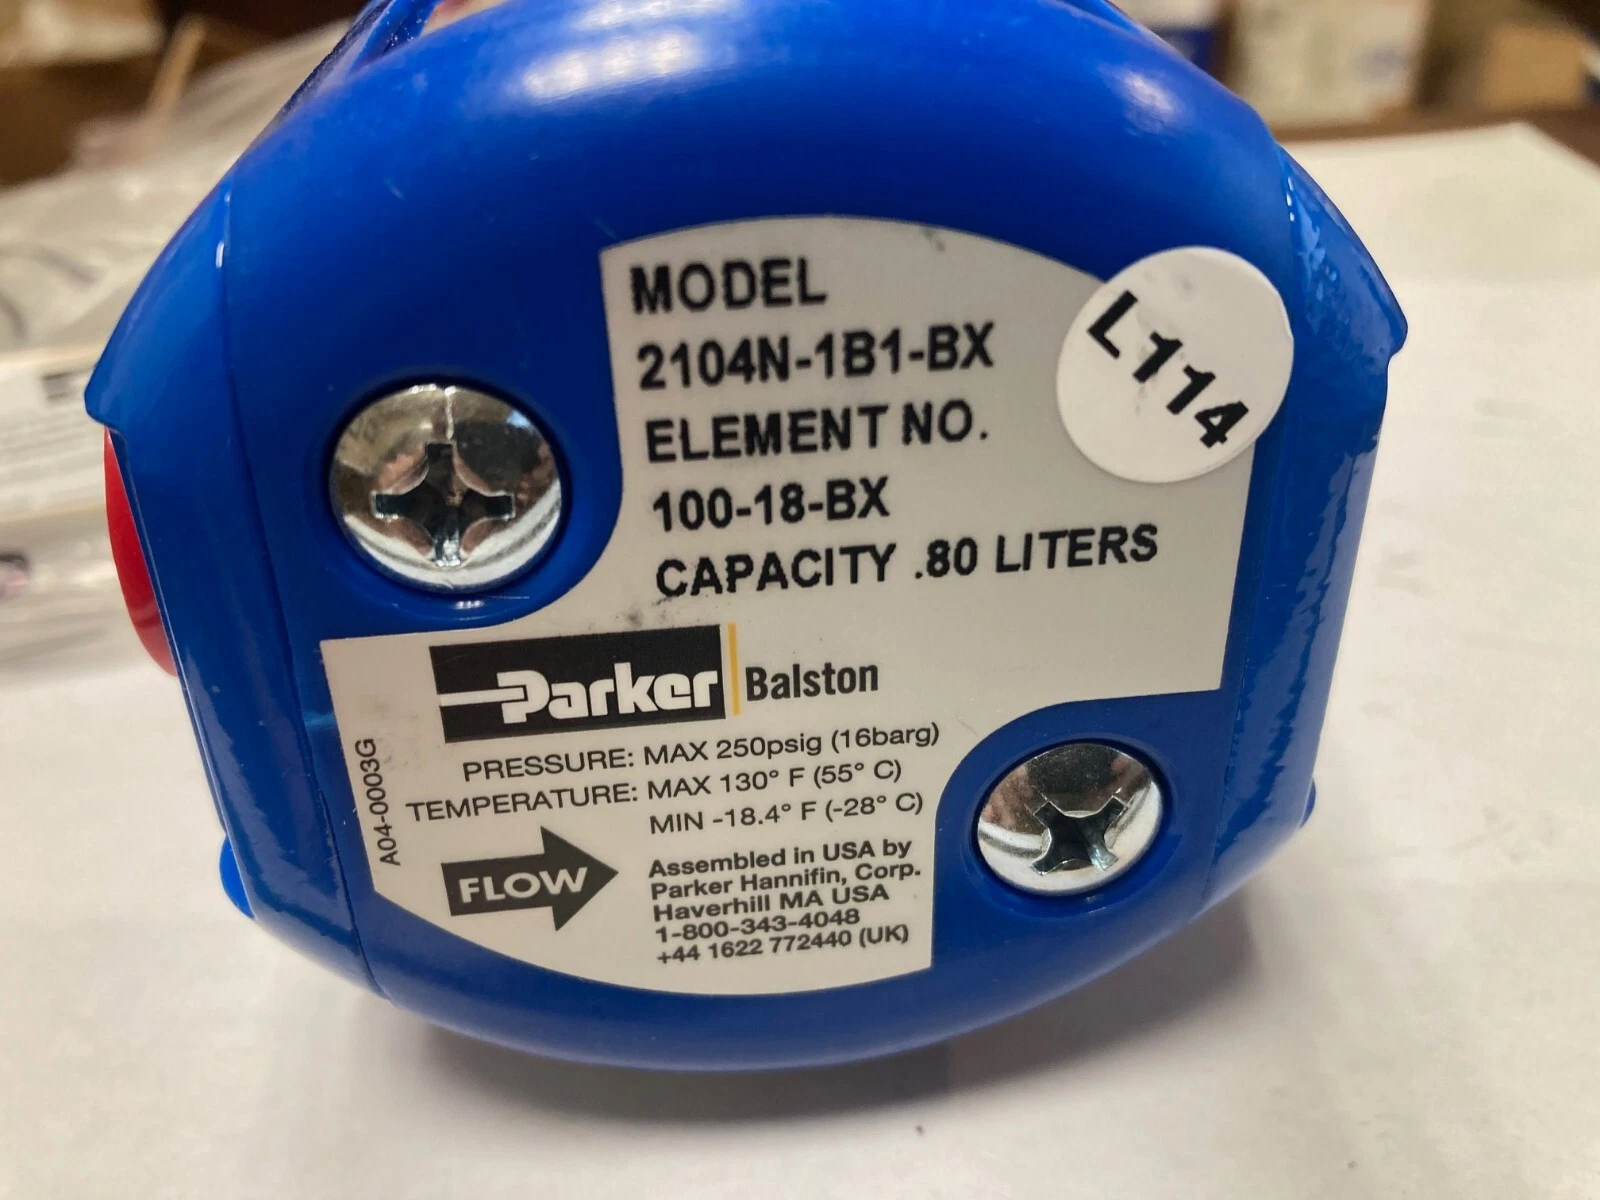 MODEL
2104N-1B1-BX
ELEMENT NO.
100-18-BX
CAPACITY .80 LITERS
L114
Parker Balston
PRESSURE: MAX 250psig (16barg)
TEMPERATURE: MAX 130° F (55° C)
MIN -18.4° F (-28° C)
A04-0003G
FLOW
Assembled in USA by
Parker Hannifin, Corp.
Haverhill MA USA
1-800-343-4048
+44 1622 772440 (UK)